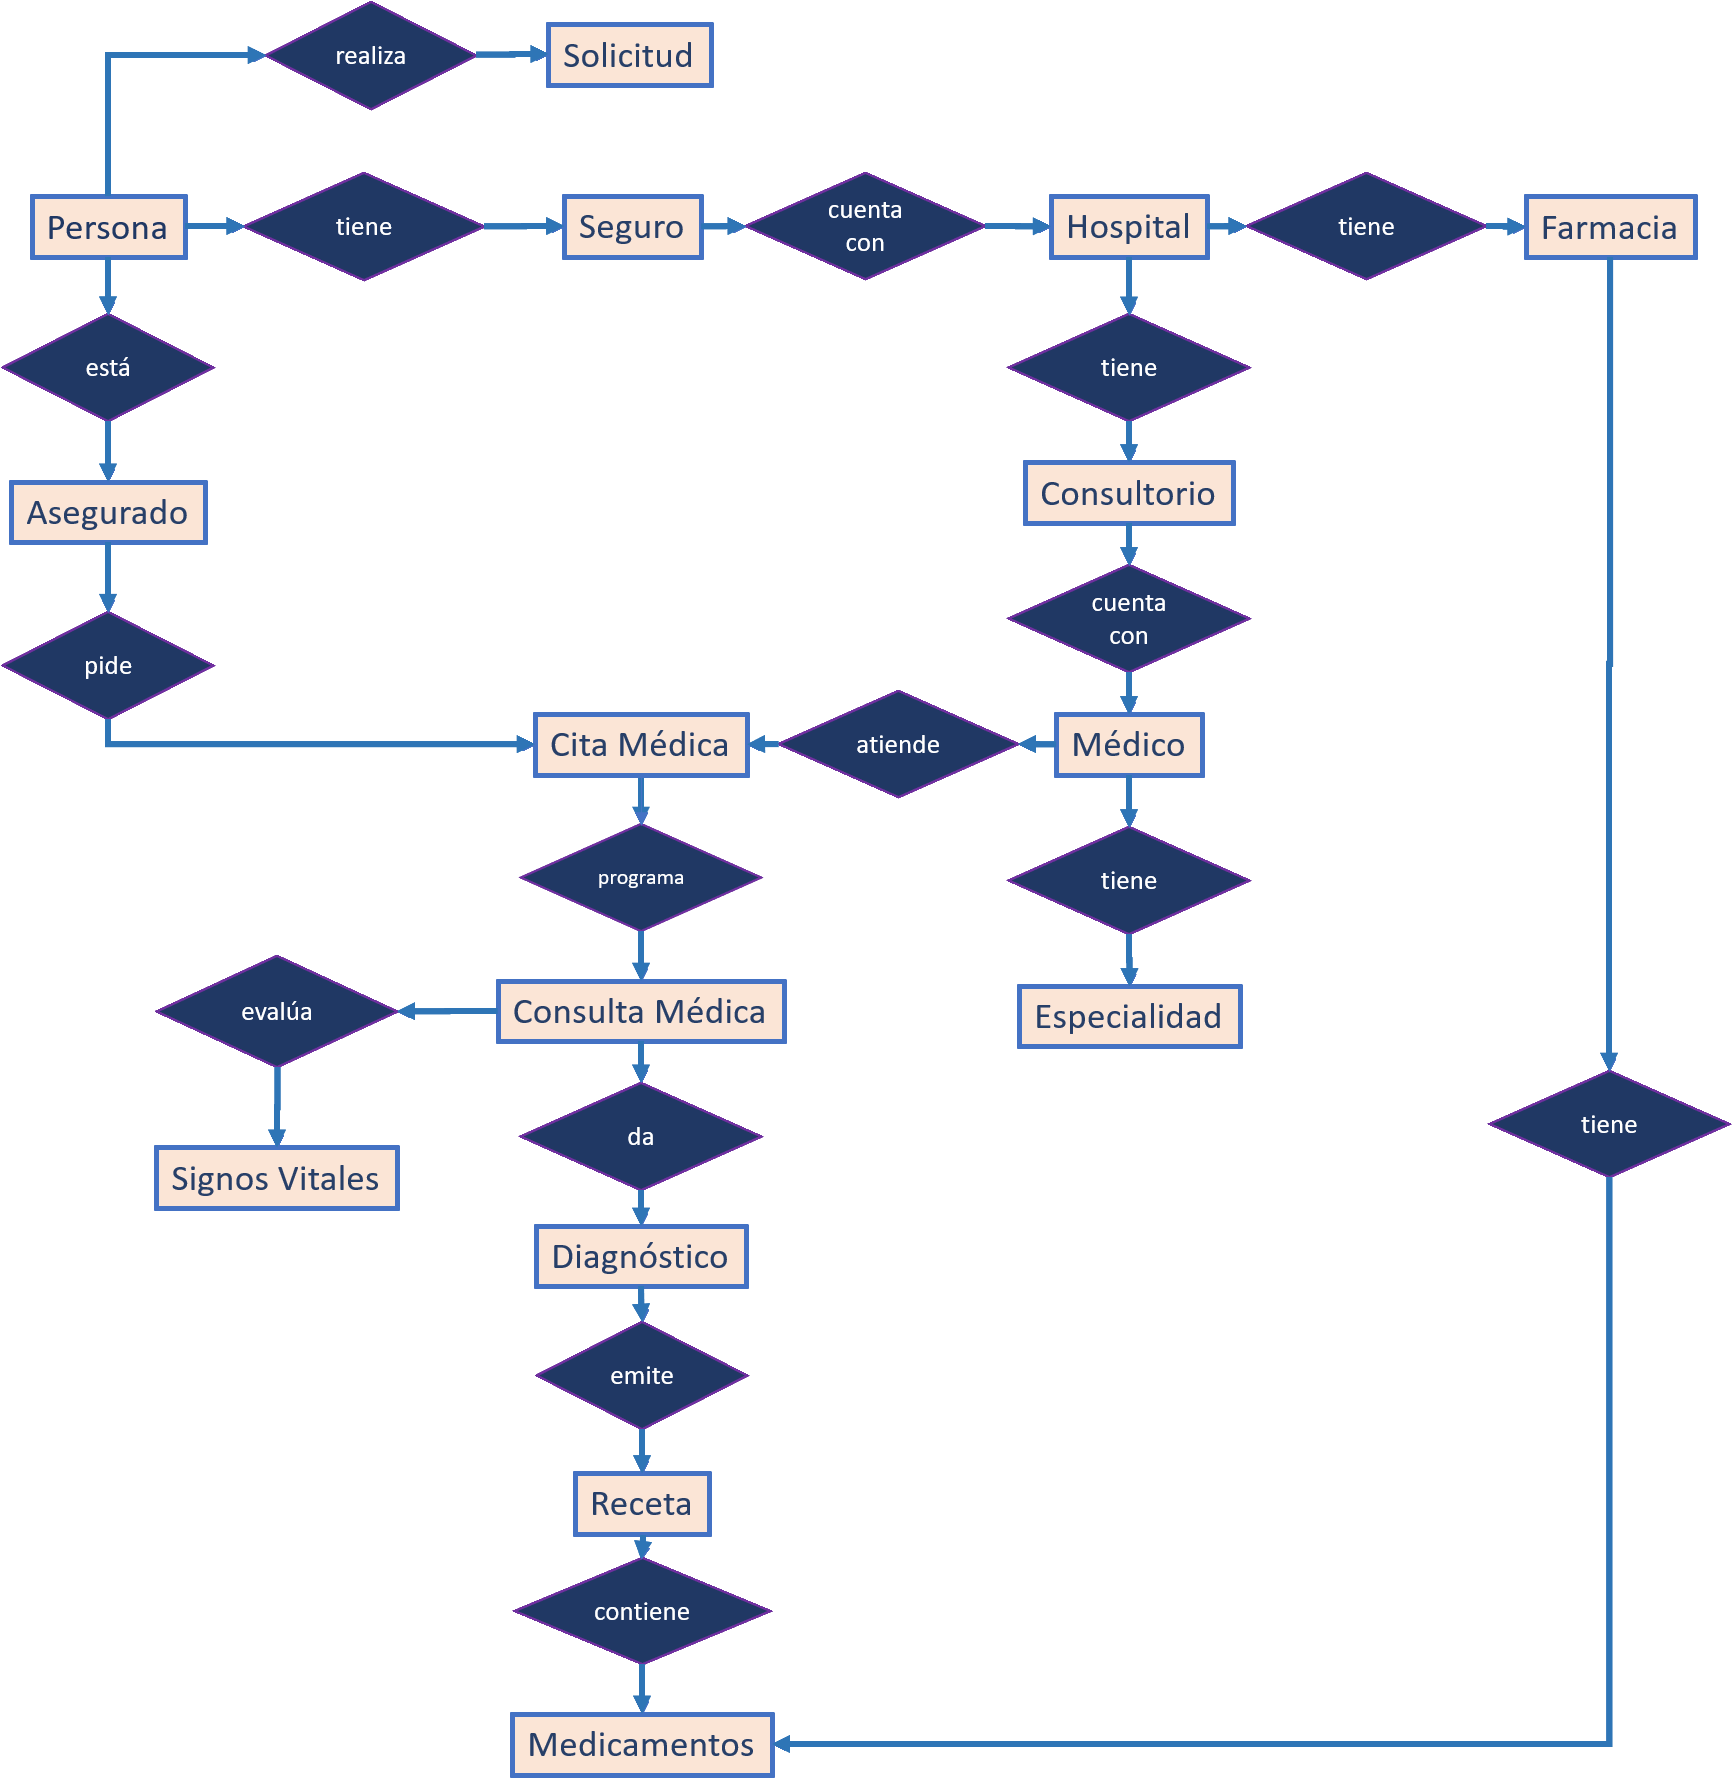 realiza
Solicitud
Persona
tiene
Seguro
cuenta
con
Hospital
tiene
Farmacia
está
tiene
Asegurado
Consultorio
pide
cuenta
con
Cita Médica
atiende
Médico
programa
tiene
evalúa
Consulta Médica
Especialidad
da
tiene
Signos Vitales
Diagnóstico
emite
Receta
contiene
Medicamentos